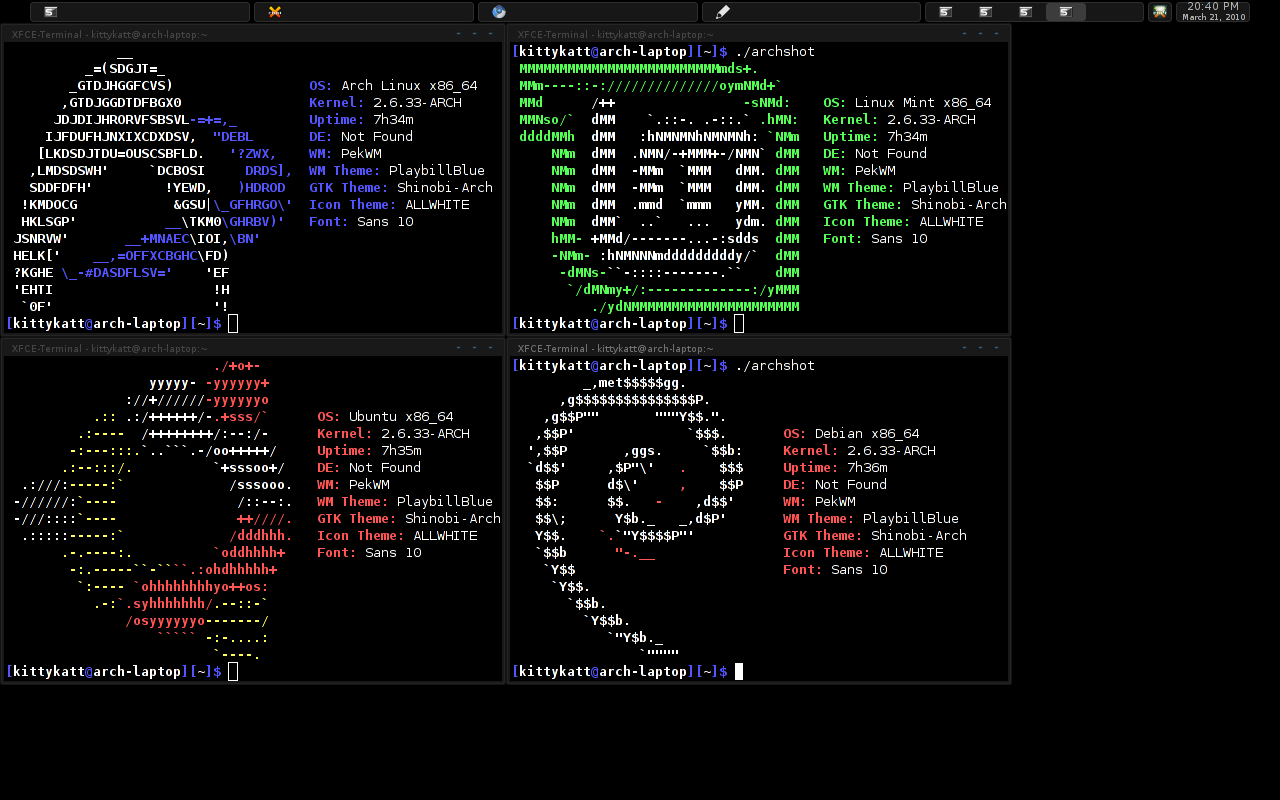 20:40 PM
March 21, 2010
XFCE-Terminal - kittykatt@arch-laptop:~
OS: Arch Linux x86_64
Kernel: 2.6.33-ARCH
Uptime: 7h34m
DE: Not Found
WM: PekWM
WM Theme: PlaybillBlue
GTK Theme: Shinobi-Arch
Icon Theme: ALLWHITE
Font: Sans 10
[kittykatt@arch-laptop][~]$
XFCE-Terminal - kittykatt@arch-laptop:~
[kittykatt@arch-laptop][~]$ ./archshot
OS: Linux Mint x86_64
Kernel: 2.6.33-ARCH
Uptime: 7h34m
DE: Not Found
WM: PekWM
WM Theme: PlaybillBlue
GTK Theme: Shinobi-Arch
Icon Theme: ALLWHITE
Font: Sans 10
[kittykatt@arch-laptop][~]$
XFCE-Terminal - kittykatt@arch-laptop:~
OS: Ubuntu x86_64
Kernel: 2.6.33-ARCH
Uptime: 7h35m
DE: Not Found
WM: PekWM
WM Theme: PlaybillBlue
GTK Theme: Shinobi-Arch
Icon Theme: ALLWHITE
Font: Sans 10
[kittykatt@arch-laptop][~]$
XFCE-Terminal - kittykatt@arch-laptop:~
[kittykatt@arch-laptop][~]$ ./archshot
OS: Debian x86_64
Kernel: 2.6.33-ARCH
Uptime: 7h36m
DE: Not Found
WM: PekWM
WM Theme: PlaybillBlue
GTK Theme: Shinobi-Arch
Icon Theme: ALLWHITE
Font: Sans 10
[kittykatt@arch-laptop][~]$